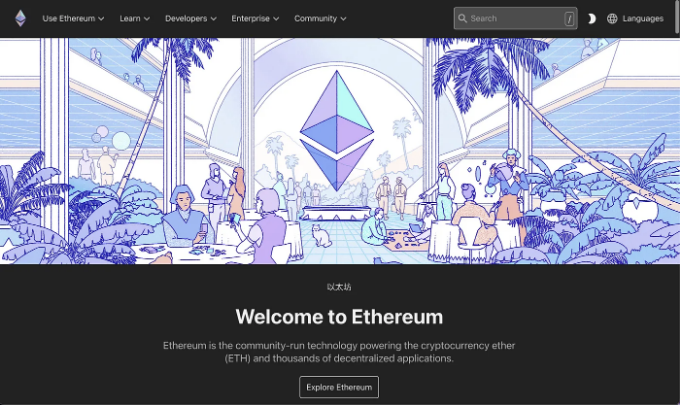 Use Ethereum
Learn
Developers
Enterprise
Community
Search
/
Languages
以太坊
Welcome to Ethereum
Ethereum is the community-run technology powering the cryptocurrency ether
(ETH) and thousands of decentralized applications.
Explore Ethereum